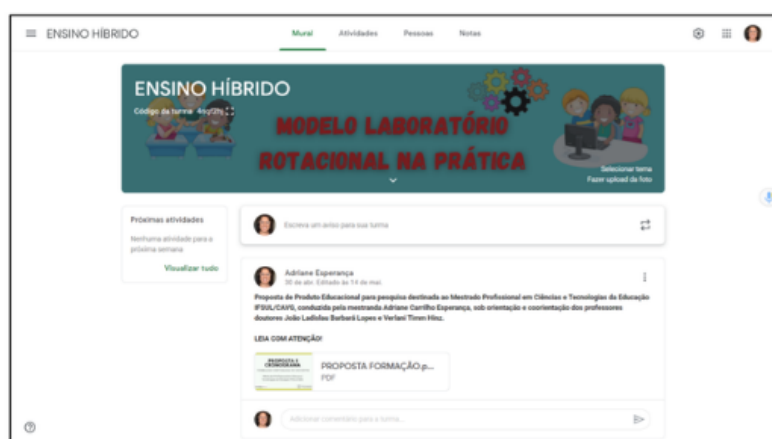 ENSINO HÍBRIDO
Mural Atividades Pessoas Notas
ENSINO HÍBRIDO
Código da turma
MODELO LABORATÓRIO
ROTACIONAL NA PRÁTICA
Selecionar tema
Fazer upload da foto
Próximas atividades
Nenhuma atividade para a
próxima semana
Visualizar tudo
Escreva um aviso para sua turma
Adriane Esperança
30 de abr. Editado às 14 de mai.
Proposta de Produto Educacional para pesquisa destinada ao Mestrado Profissional em Ciências e Tecnologias da Educação
IFSUL/CAVG, conduzida pela mestranda Adriane Carrilho Esperança, sob orientação e coorientação dos professores
doutores João Ladislau Barbará Lopes e Verlani Timm Hinz.
LEIA COM ATENÇÃO!
PROPOSTA E
CRONOGRAMA
PROPOSTA FORMAÇÃO.p...
PDF
Adicionar comentário para a turma...